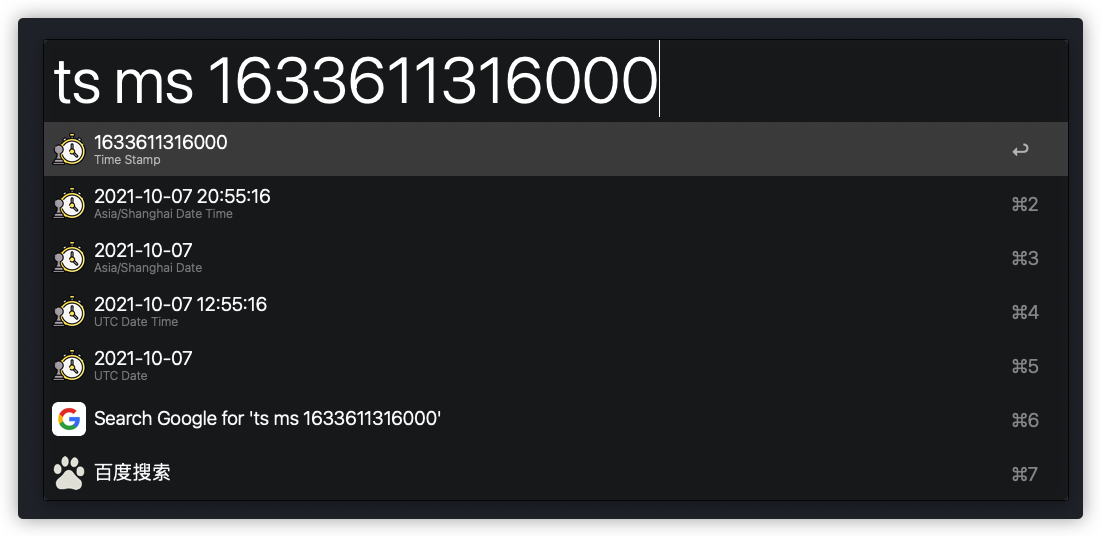 ts ms 1633611316000
1633611316000
Time Stamp
↩
2021-10-07 20:55:16
Asia/Shanghai Date Time
⌘2
2021-10-07
Asia/Shanghai Date
⌘3
2021-10-07 12:55:16
UTC Date Time
⌘4
2021-10-07
UTC Date
⌘5
Search Google for 'ts ms 1633611316000'
⌘6
百度搜索
⌘7